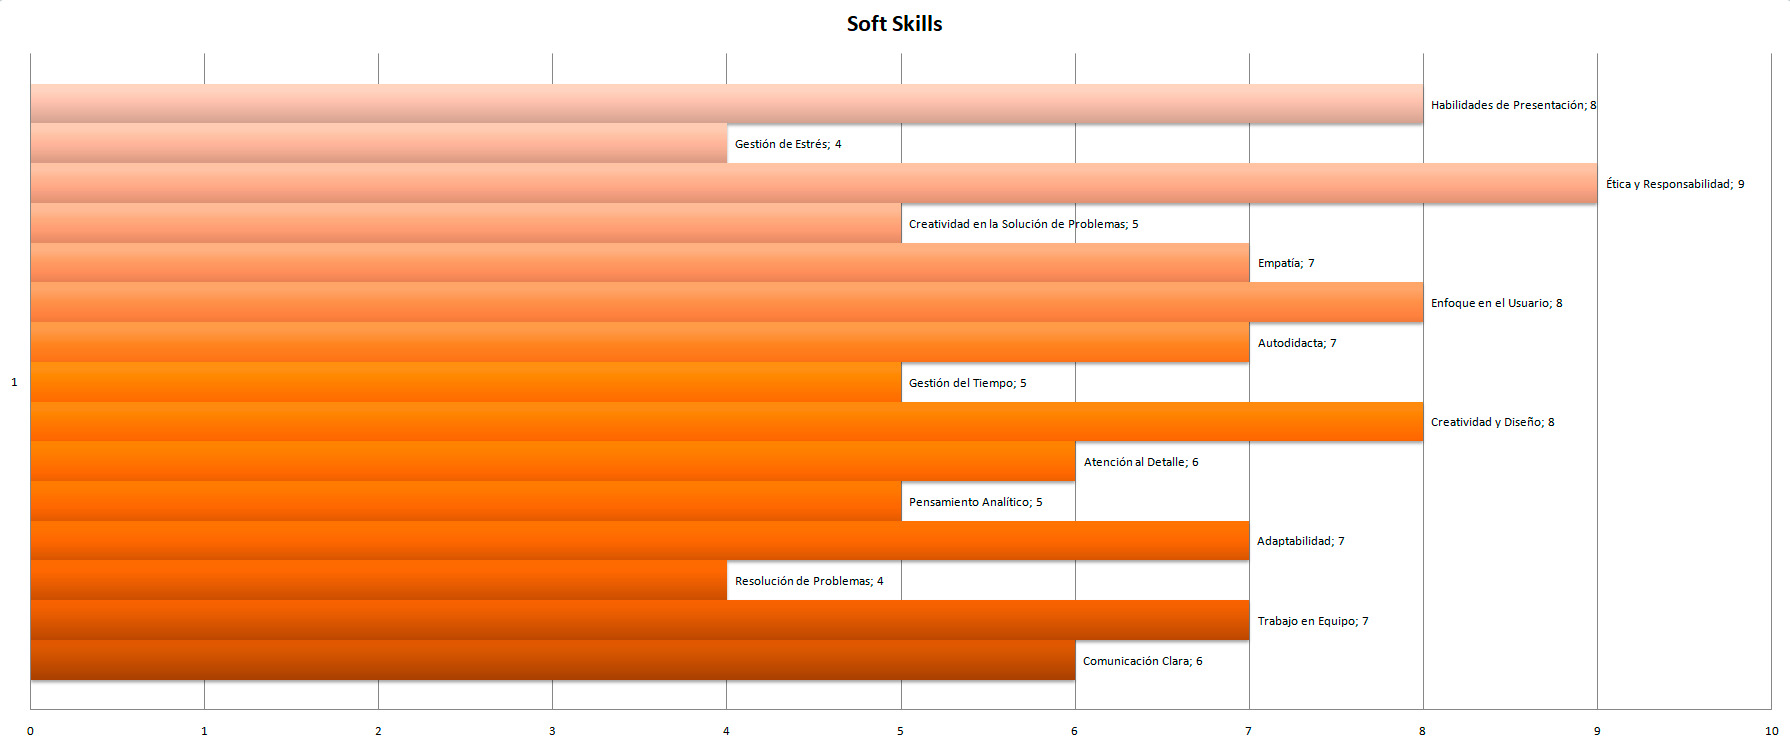 Soft Skills
Habilidades de Presentación; 8
Gestión de Estrés; 4
Ética y Responsabilidad; 9
Creatividad en la Solución de Problemas; 5
Empatía; 7
Enfoque en el Usuario; 8
Autodidacta; 7
1
Gestión del Tiempo; 5
Creatividad y Diseño; 8
Atención al Detalle; 6
Pensamiento Analítico; 5
Adaptabilidad; 7
Resolución de Problemas; 4
Trabajo en Equipo; 7
Comunicación Clara; 6
0 1 2 3 4 5 6 7 8 9 10